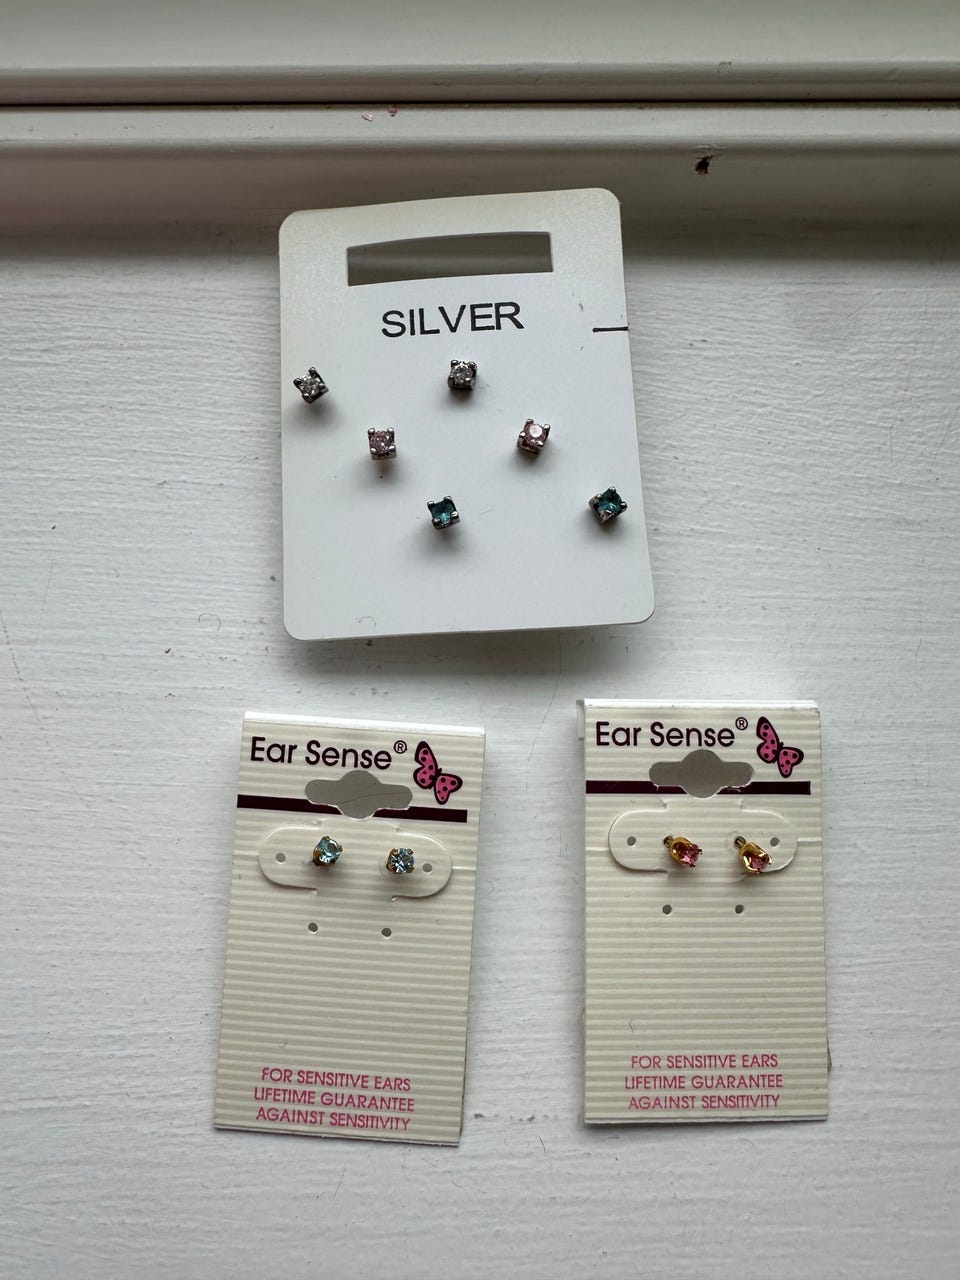 SILVER
Ear Sense®
FOR SENSITIVE EARS
LIFETIME GUARANTEE
AGAINST SENSITIVITY
Ear Sense®
FOR SENSITIVE EARS
LIFETIME GUARANTEE
AGAINST SENSITIVITY